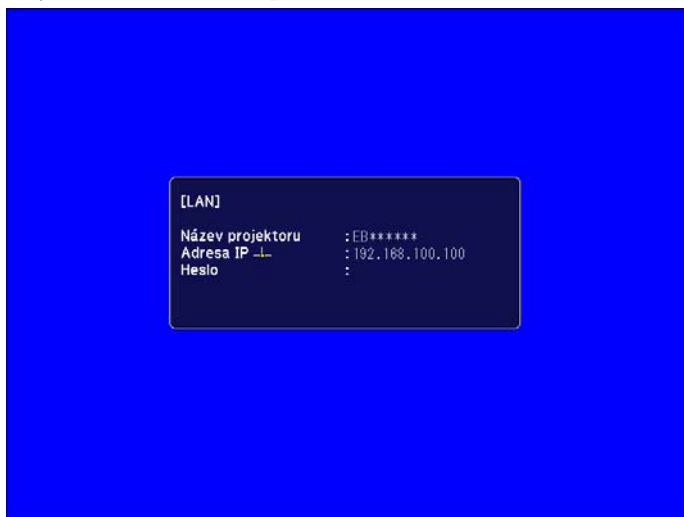 [LAN]
Název projektoru :EB******
Adresa IP :192.168.100.100
Heslo :